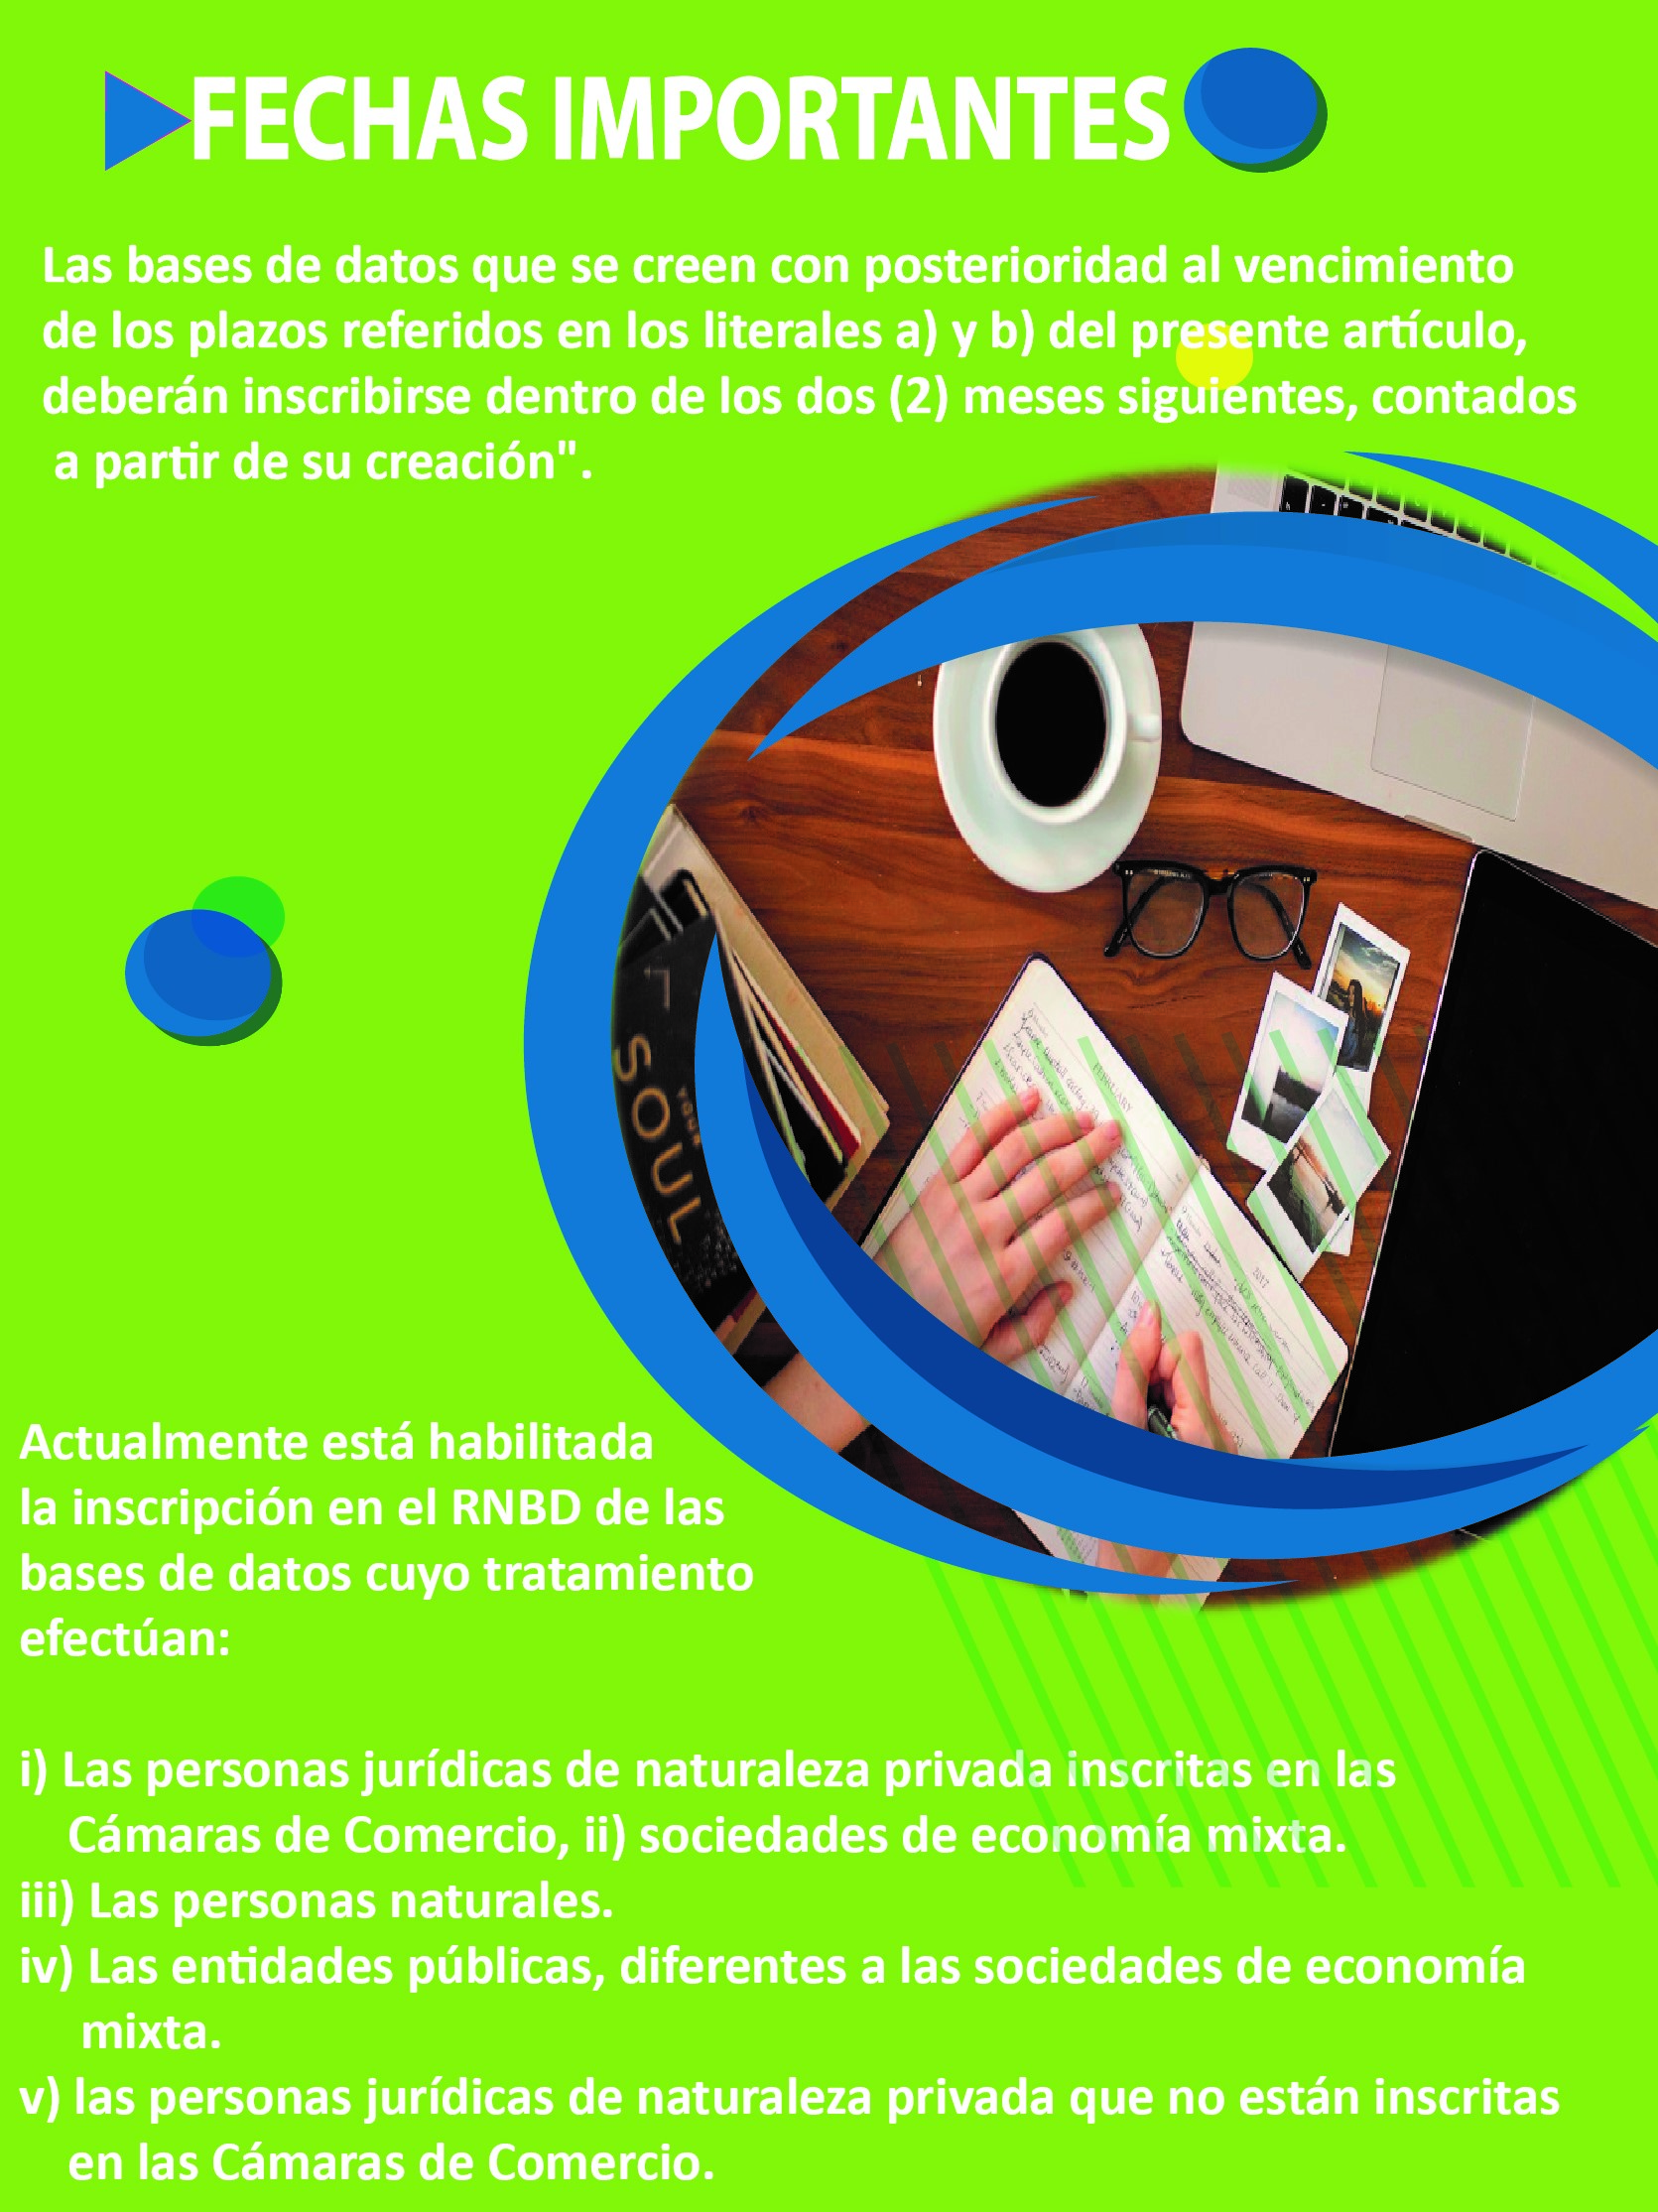 FECHAS IMPORTANTES
Las bases de datos que se creen con posterioridad al vencimiento
de los plazos referidos en los literales a) y b) del presente artículo,
deberán inscribirse dentro de los dos (2) meses siguientes, contados
a partir de su creación".
SOUL
YOUR
FEBRUARY
2017
Actualmente está habilitada
la inscripción en el RNBD de las
bases de datos cuyo tratamiento
efectúan:
i) Las personas jurídicas de naturaleza privada inscritas en las
Cámaras de Comercio, ii) sociedades de economía mixta.
iii) Las personas naturales.
iv) Las entidades públicas, diferentes a las sociedades de economía
mixta.
v) las personas jurídicas de naturaleza privada que no están inscritas
en las Cámaras de Comercio.